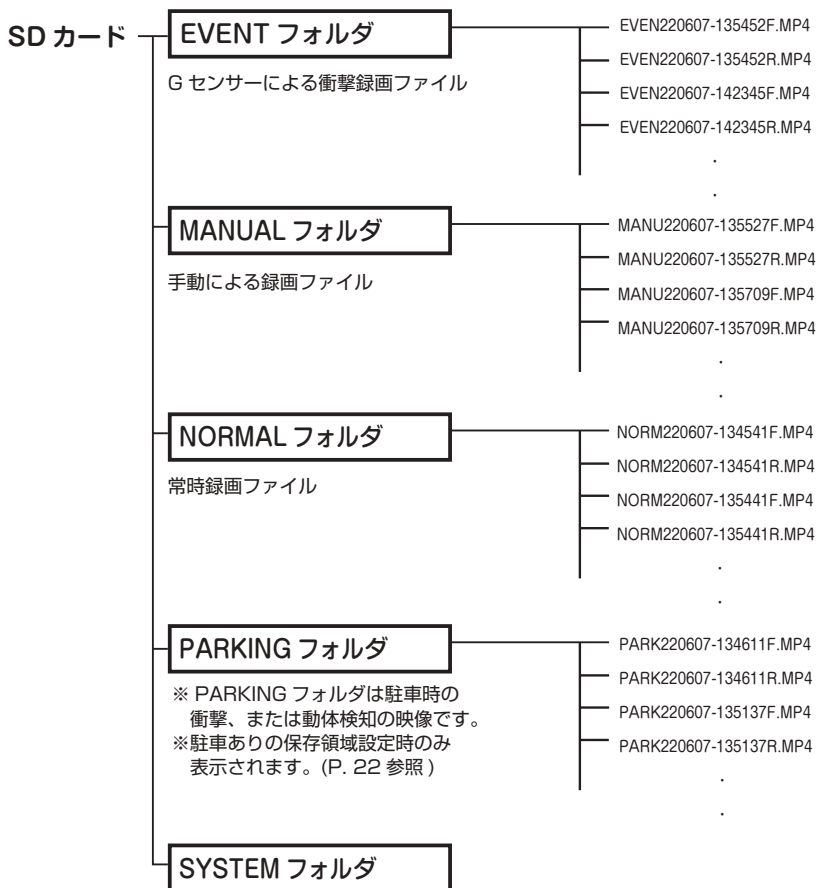 SD カード
EVENT フォルダ
G センサーによる衝撃録画ファイル
EVEN220607-135452F.MP4
EVEN220607-135452R.MP4
EVEN220607-142345F.MP4
EVEN220607-142345R.MP4
.
.
MANUAL フォルダ
手動による録画ファイル
MANU220607-135527F.MP4
MANU220607-135527R.MP4
MANU220607-135709F.MP4
MANU220607-135709R.MP4
.
.
NORMAL フォルダ
常時録画ファイル
NORM220607-134541F.MP4
NORM220607-134541R.MP4
NORM220607-135441F.MP4
NORM220607-135441R.MP4
.
.
PARKING フォルダ
※ PARKING フォルダは駐車時の
衝撃、または動体検知の映像です。
※駐車ありの保存領域設定時のみ
表示されます。(P. 22 参照 )
PARK220607-134611F.MP4
PARK220607-134611R.MP4
PARK220607-135137F.MP4
PARK220607-135137R.MP4
.
.
SYSTEM フォルダ